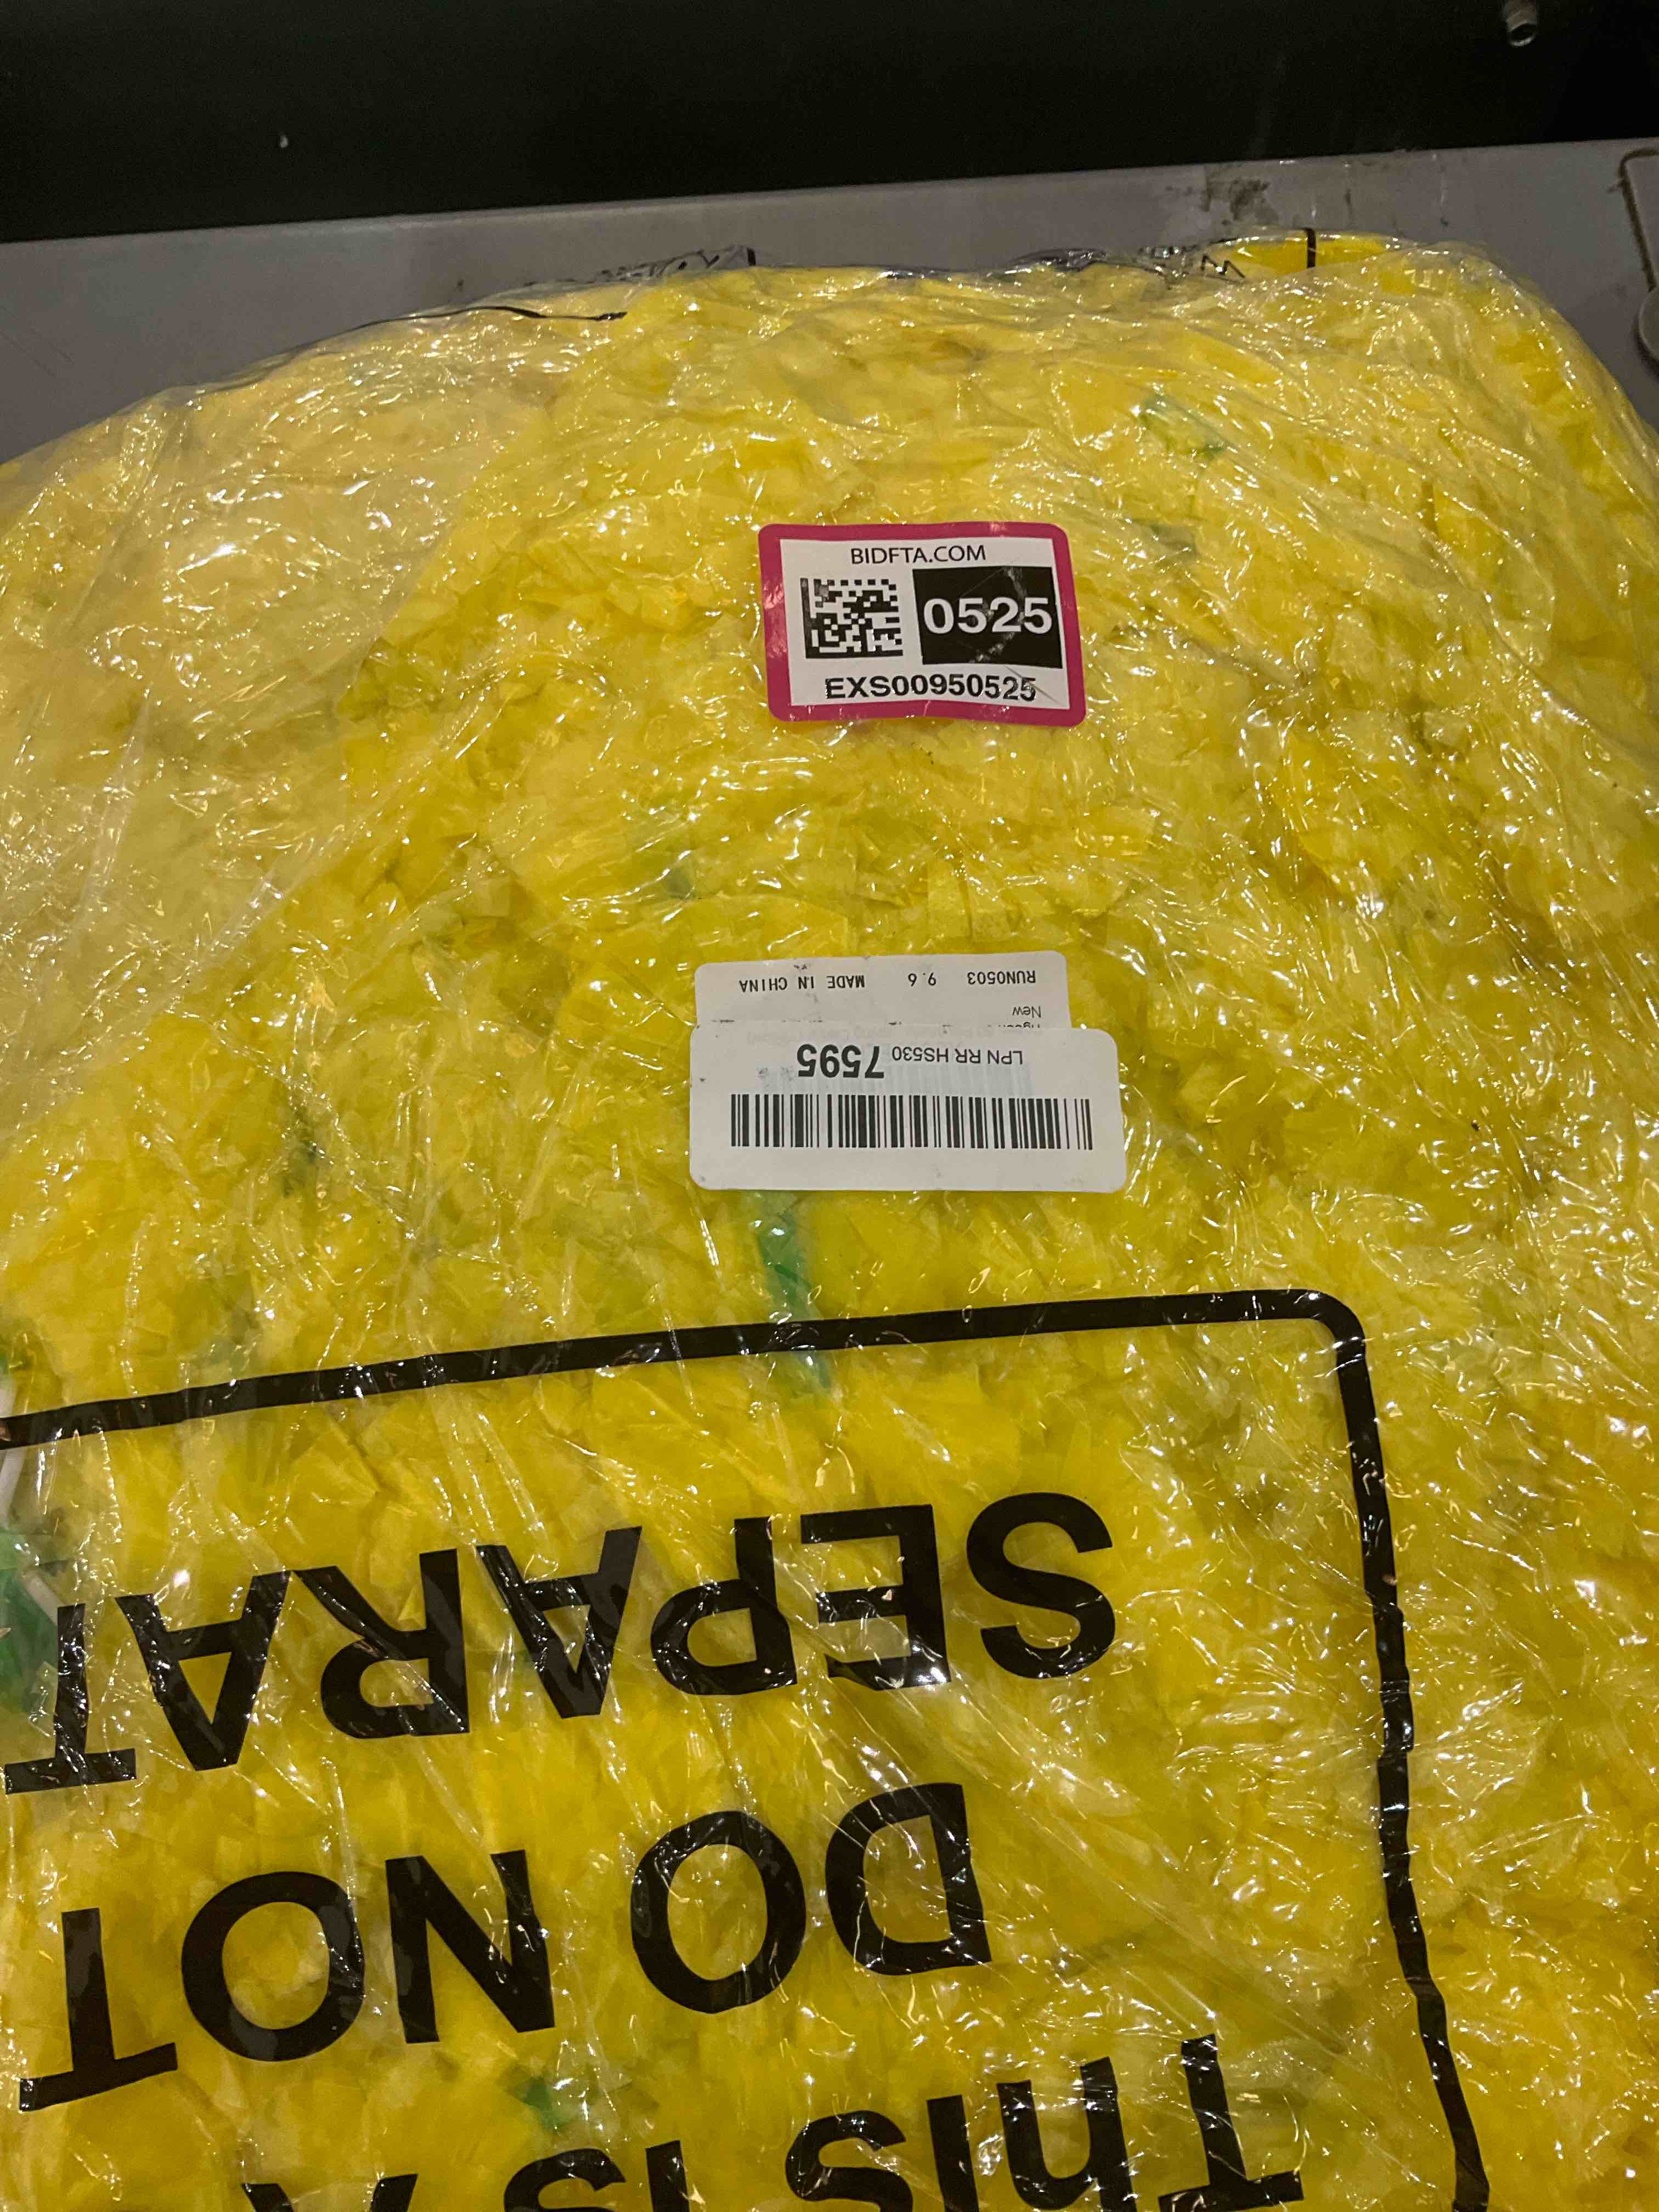 BIDFTA.COM
0525
EXS00950525
LPN RR HS530 7595
New
RUN0503 9.6 MADE IN CHINA
This is A
DO NOT
SEPARAT